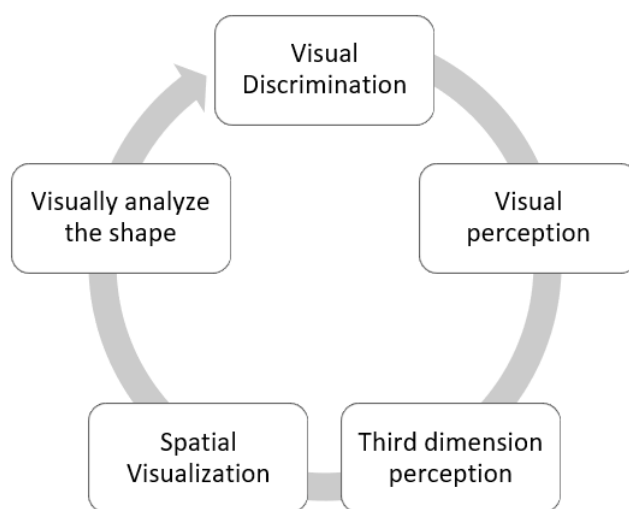 Visual
Discrimination
Visual
perception
Third dimension
perception
Spatial
Visualization
Visually analyze
the shape